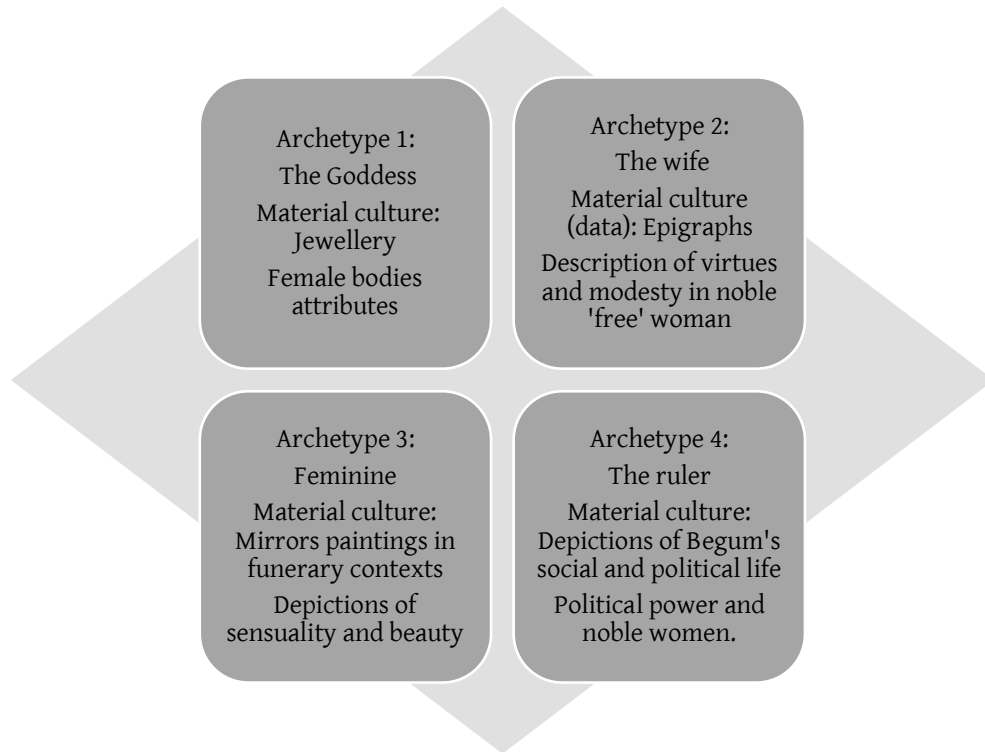 Archetype 1:
The Goddess
Material culture:
Jewellery
Female bodies
attributes
Archetype 2:
The wife
Material culture
(data): Epigraphs
Description of virtues
and modesty in noble
'free' woman
Archetype 3:
Feminine
Material culture:
Mirrors paintings in
funerary contexts
Depictions of
sensuality and beauty
Archetype 4:
The ruler
Material culture:
Depictions of Begum's
social and political life
Political power and
noble women.